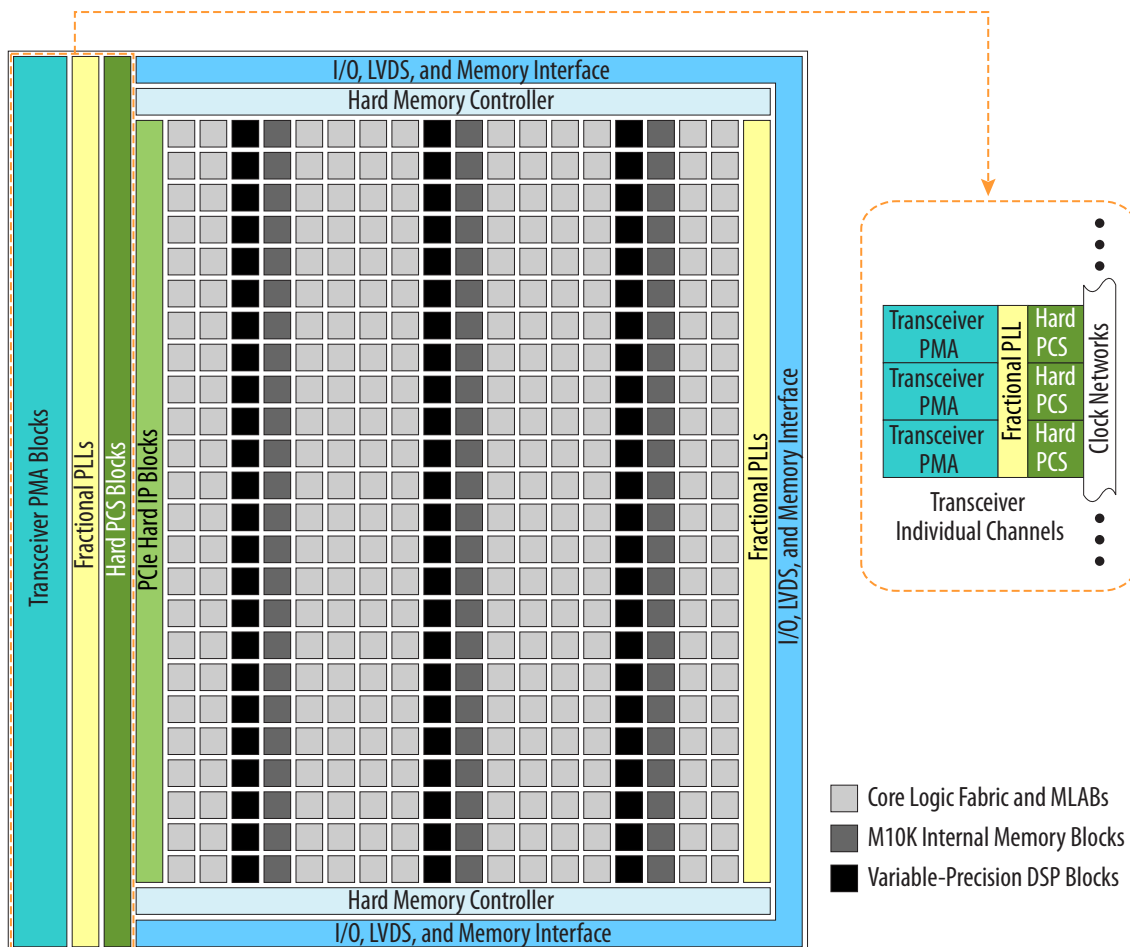 I/O, LVDS, and Memory Interface
Hard Memory Controller
Transceiver PMA Blocks
Fractional PLLs
Hard PCS Blocks
PCIe Hard IP Blocks
Fractional PLLs
I/O, LVDS, and Memory Interface
Hard Memory Controller
I/O, LVDS, and Memory Interface
Transceiver
PMA
Transceiver
PMA
Transceiver
PMA
Fractional PLL
Hard
PCS
Hard
PCS
Hard
PCS
Clock Networks
Transceiver
Individual Channels
Core Logic Fabric and MLABs
M10K Internal Memory Blocks
Variable-Precision DSP Blocks